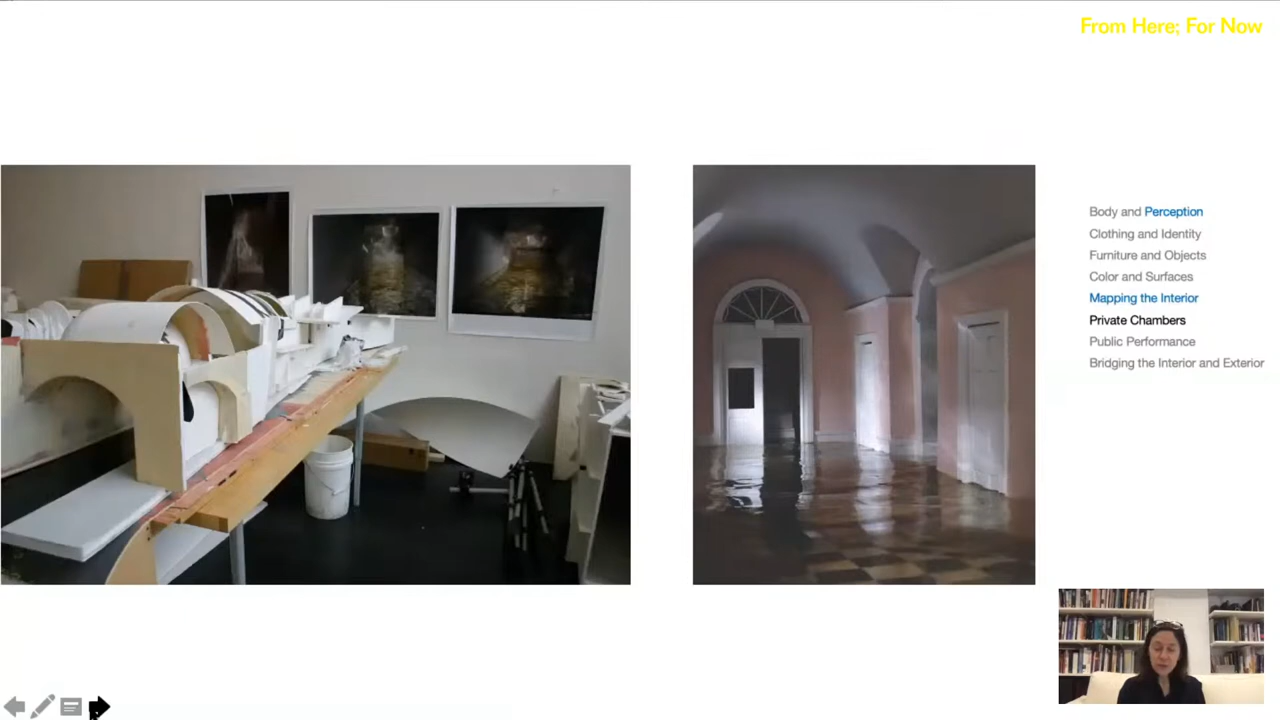 From Here; For Now
Body and Perception
Clothing and Identity
Furniture and Objects
Color and Surfaces
Mapping the Interior
Private Chambers
Public Performance
Bridging the Interior and Exterior